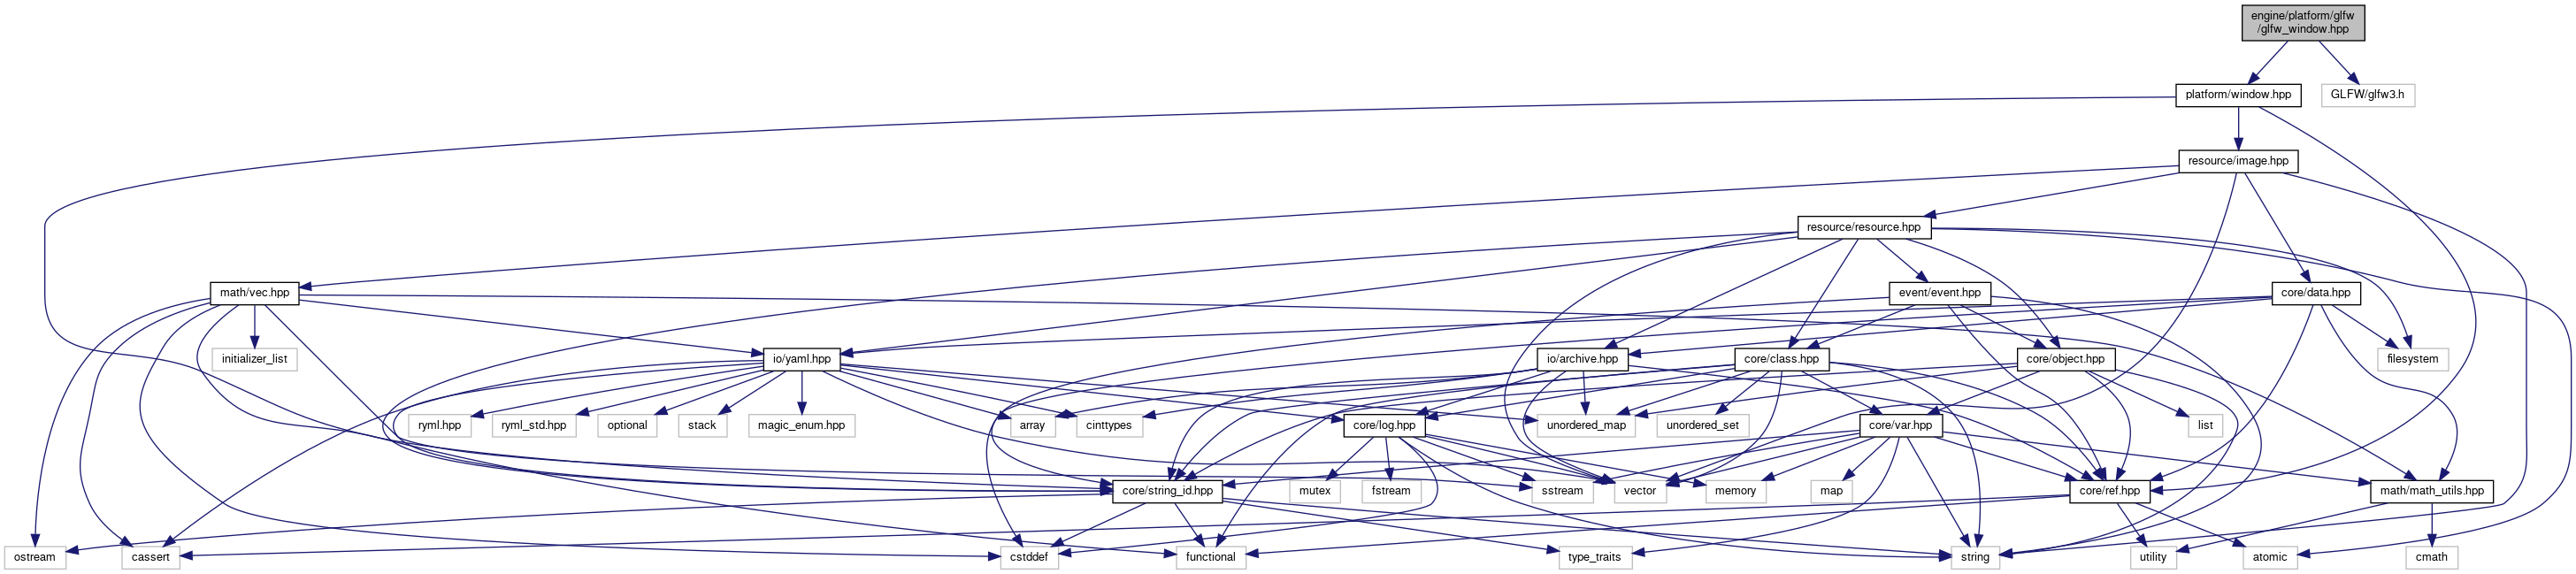 engine/platform/glfw
/glfw_window.hpp
platform/window.hpp
GLFW/glfw3.h
resource/image.hpp
resource/resource.hpp
math/vec.hpp
event/event.hpp
core/data.hpp
initializer_list
io/yaml.hpp
io/archive.hpp
core/class.hpp
core/object.hpp
filesystem
ryml.hpp
ryml_std.hpp
optional
stack
magic_enum.hpp
array
cinttypes
core/log.hpp
unordered_map
unordered_set
core/var.hpp
list
core/string_id.hpp
mutex
fstream
vector
memory
sstream
map
core/ref.hpp
math/math_utils.hpp
ostream
cassert
cstddef
functional
type_traits
string
utility
atomic
cmath